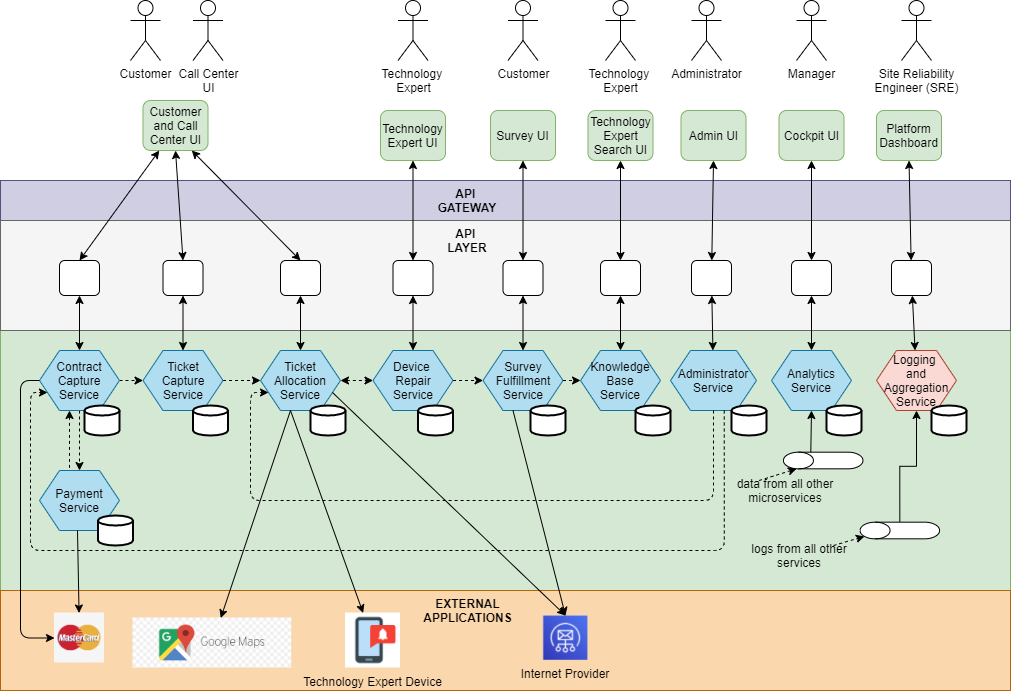 Customer
Call Center
UI
Technology
Expert
Customer
Technology
Expert
Administrator
Manager
Site Reliability
Engineer (SRE)
Customer
and Call
Center UI
Technology
Expert UI
Survey UI
Technology
Expert
Search UI
Admin UI
Cockpit UI
Platform
Dashboard
API
GATEWAY
API
LAYER
Contract
Capture
Service
Ticket
Capture
Service
Ticket
Allocation
Service
Device
Repair
Service
Survey
Fulfillment
Service
Knowledge
Base
Service
Administrator
Service
Analytics
Service
Logging
and
Aggregation
Service
Payment
Service
data from all other
microservices
logs from all other
services
EXTERNAL
APPLICATIONS
MasterCard
G
Google Maps
Technology Expert Device
Internet Provider